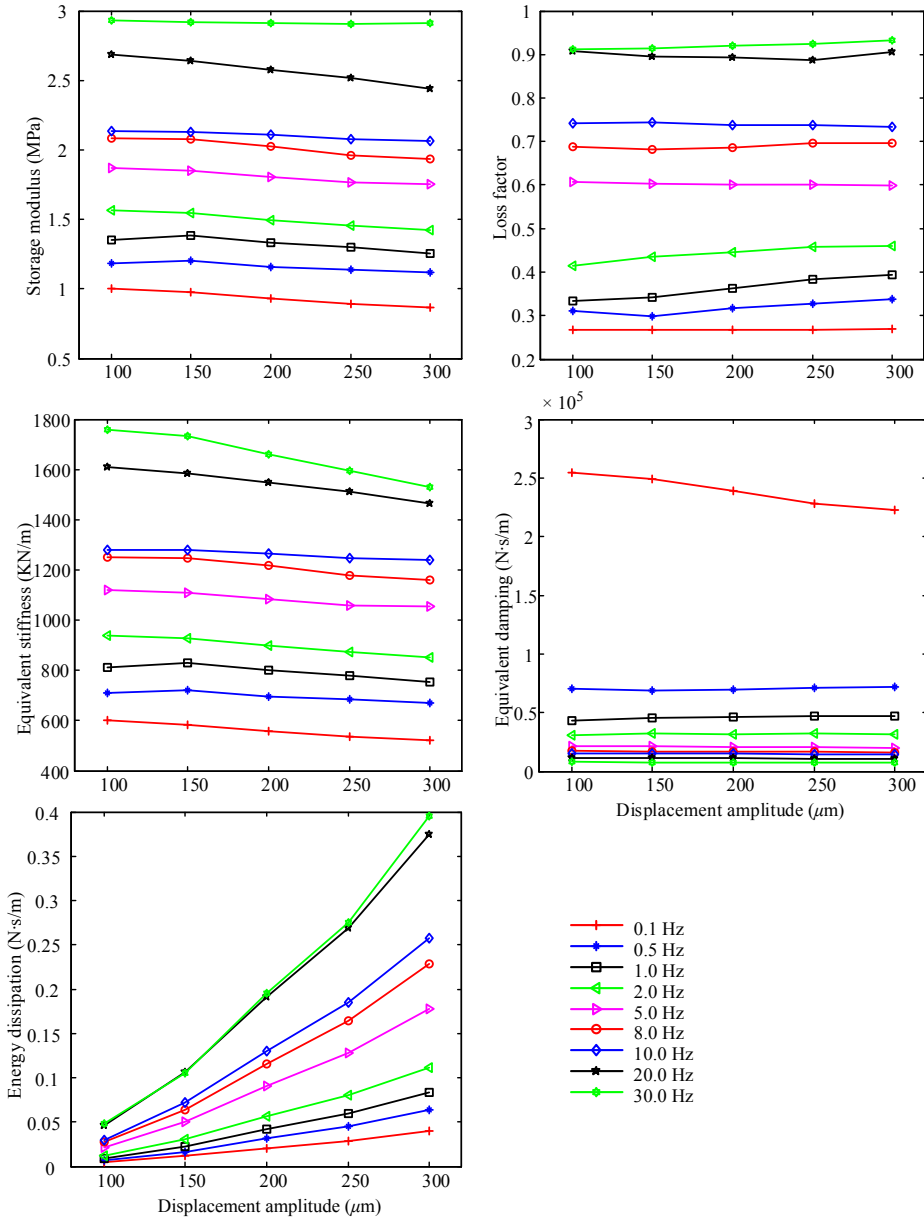 3
2.5
2
1.5
1
0.5
Storage modulus (MPa)
100 150 200 250 300
1
0.9
0.8
0.7
0.6
0.5
0.4
0.3
0.2
Loss factor
100 150 200 250 300
1800
1600
1400
1200
1000
800
600
400
Equivalent stiffness (KN/m)
100 150 200 250 300
× 10⁵
3
2.5
2
1.5
1
0.5
0
Equivalent damping (N·s/m)
100 150 200 250 300
Displacement amplitude (μm)
0.4
0.35
0.3
0.25
0.2
0.15
0.1
0.05
0
Energy dissipation (N·s/m)
100 150 200 250 300
Displacement amplitude (μm)
0.1 Hz
0.5 Hz
1.0 Hz
2.0 Hz
5.0 Hz
8.0 Hz
10.0 Hz
20.0 Hz
30.0 Hz